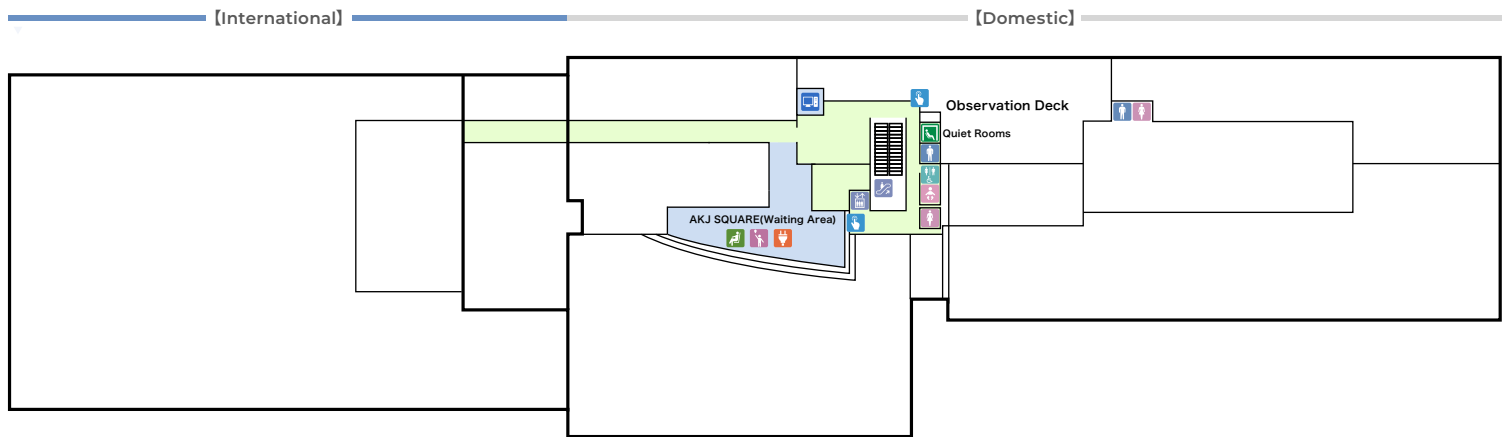 【International】
【Domestic】
Observation Deck
Quiet Rooms
AKJ SQUARE(Waiting Area)